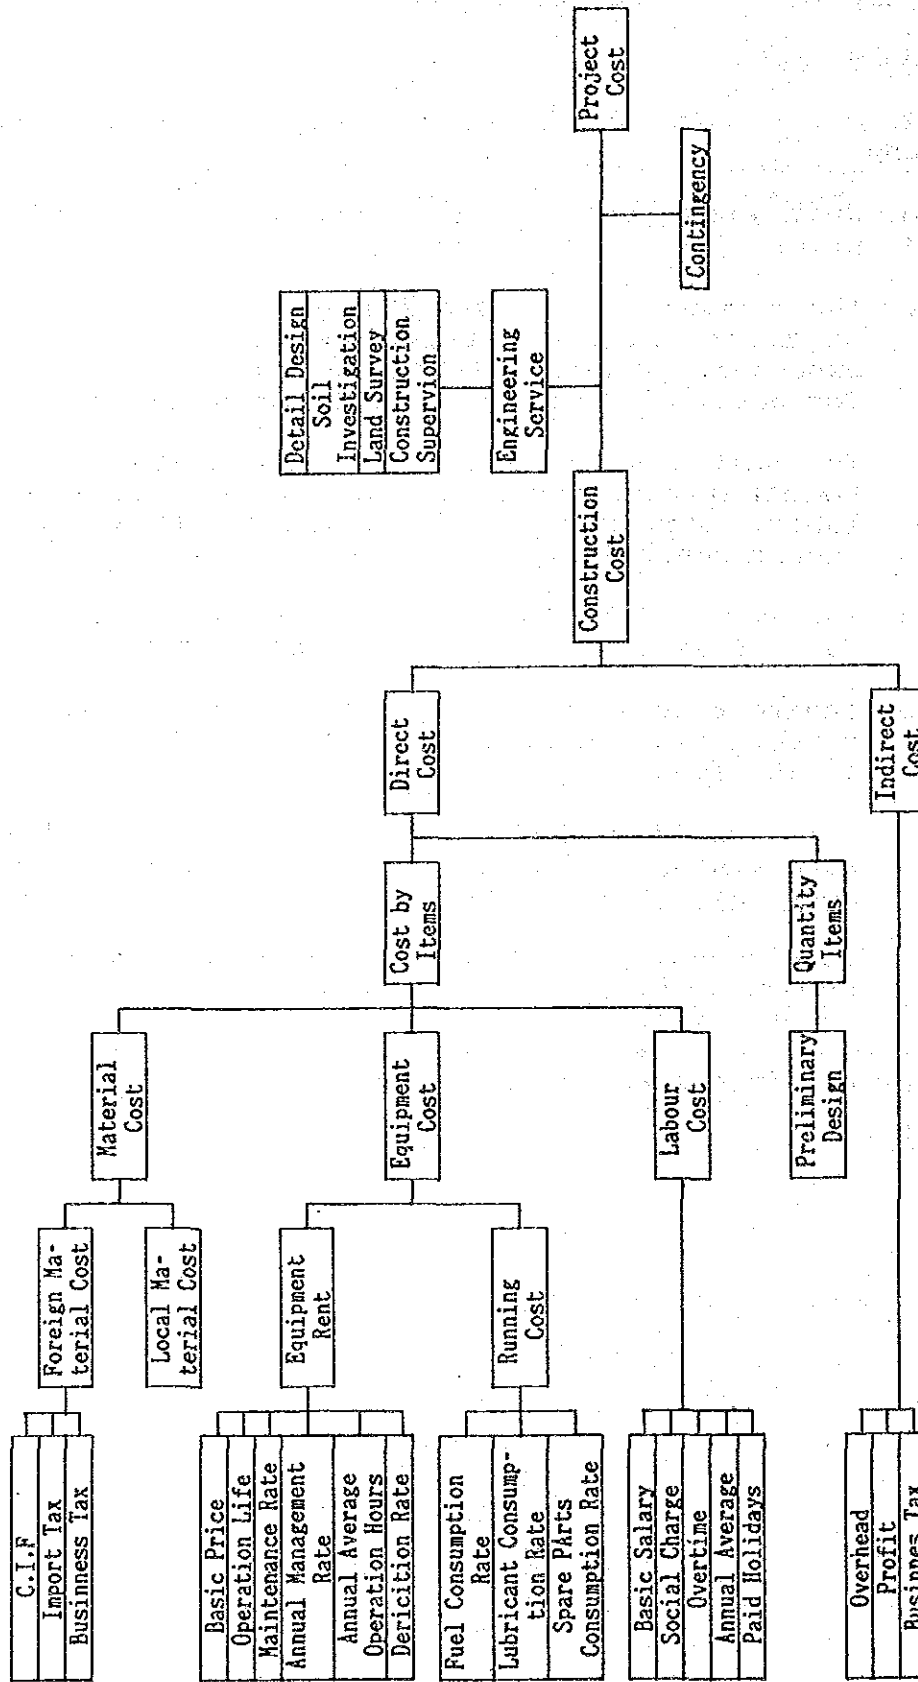 C.I.F
Import Tax
Businness Tax
Foreign Ma-
terial Cost
Local Ma-
terial Cost
Material
Cost
Basic Price
Operation Life
Maintenance Rate
Annual Management
Rate
Annual Average
Operation Hours
Dericition Rate
Equipment
Rent
Fuel Consumption
Rate
Lubricant Consump-
tion Rate
Spare PArts
Consumption Rate
Running
Cost
Equipment
Cost
Basic Salary
Social Charge
Overtime
Annual Average
Paid Holidays
Labour
Cost
Cost by
Items
Preliminary
Design
Quantity
Items
Direct
Cost
Overhead
Profit
Businnes Tax
Indirect
Cost
Construction
Cost
Detail Design
Soil
Investigation
Land Survey
Construction
Supervion
Engineering
Service
Contingency
Project
Cost